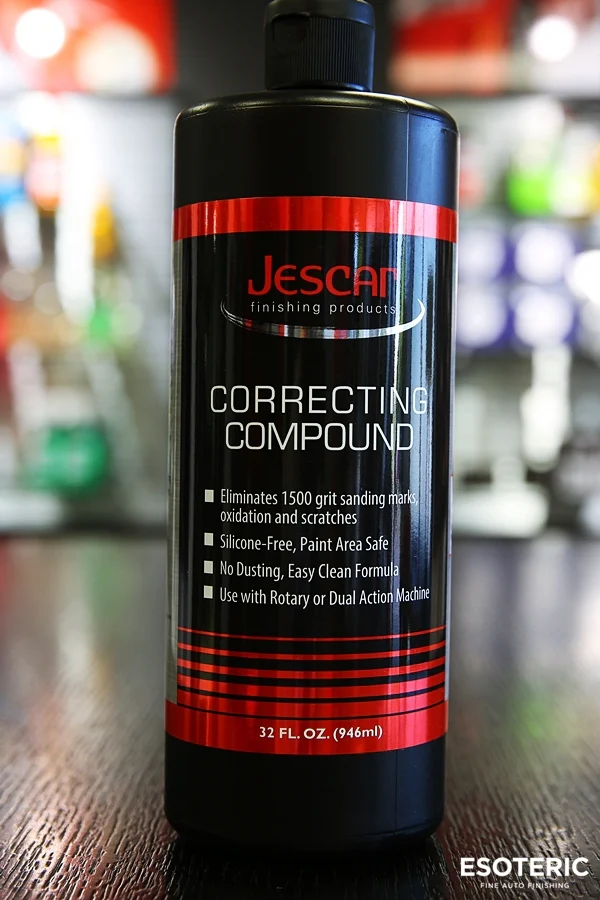 Jescar
finishing products
CORRECTING
COMPOUND
Eliminates 1500 grit sanding marks,
oxidation and scratches
Silicone-Free, Paint Area Safe
No Dusting, Easy Clean Formula
Use with Rotary or Dual Action Machine
32 FL. OZ. (946ml)
ESOTERIC
FINE AUTO FINISHING